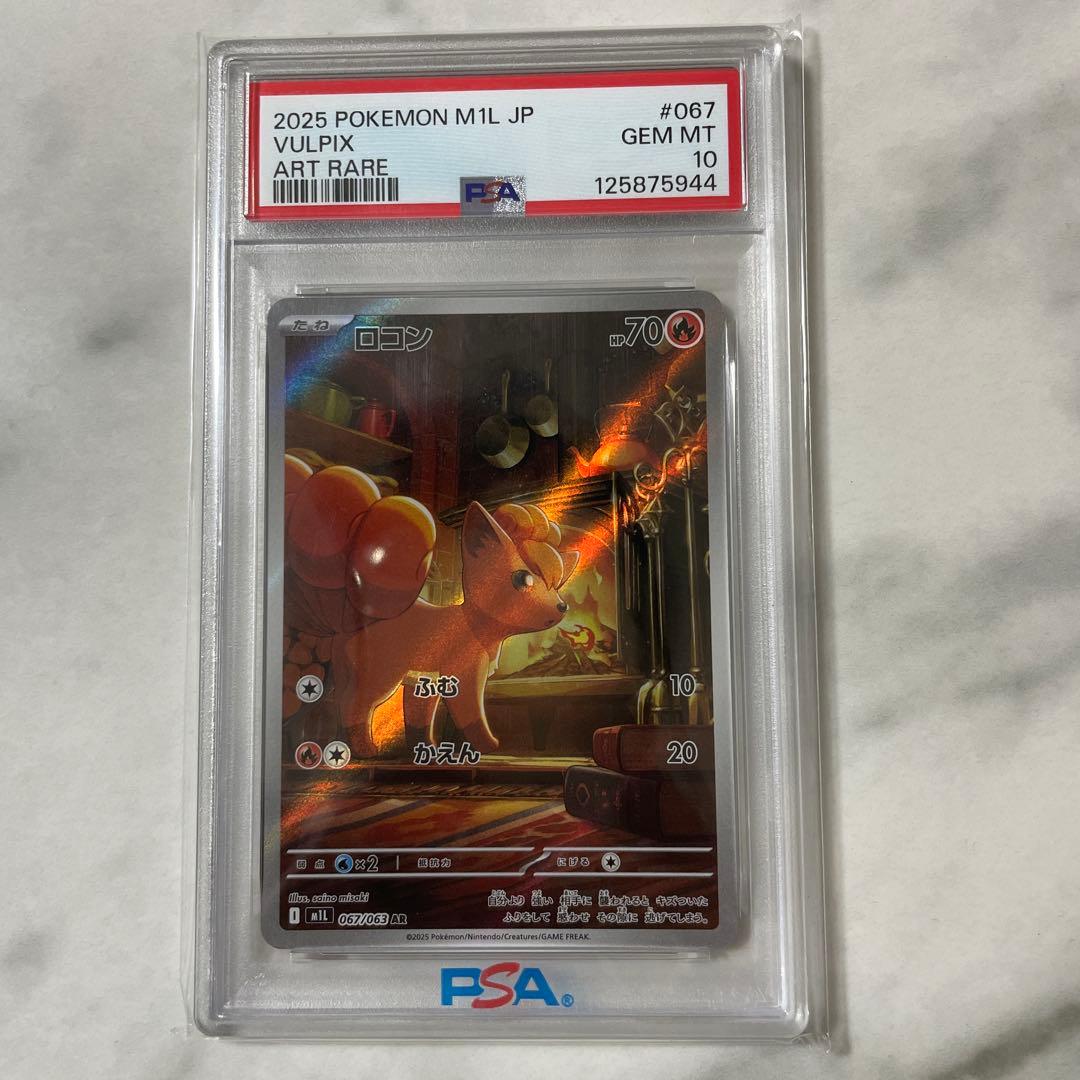 2025 POKEMON M1L JP #067
VULPIX GEM MT
ART RARE 10
PSA 125875944
たね ロコン HP70
ふむ 10
かえん 20
弱点 ×2 抵抗力 にげる
Illus. saino misaki
自分より 強い 相手に 襲われると キズついた
ふりをして 惑わせ その隙に 逃げてしまう。
I m1L 067/063 AR
©2025 Pokémon/Nintendo/Creatures/GAME FREAK.
PSA®